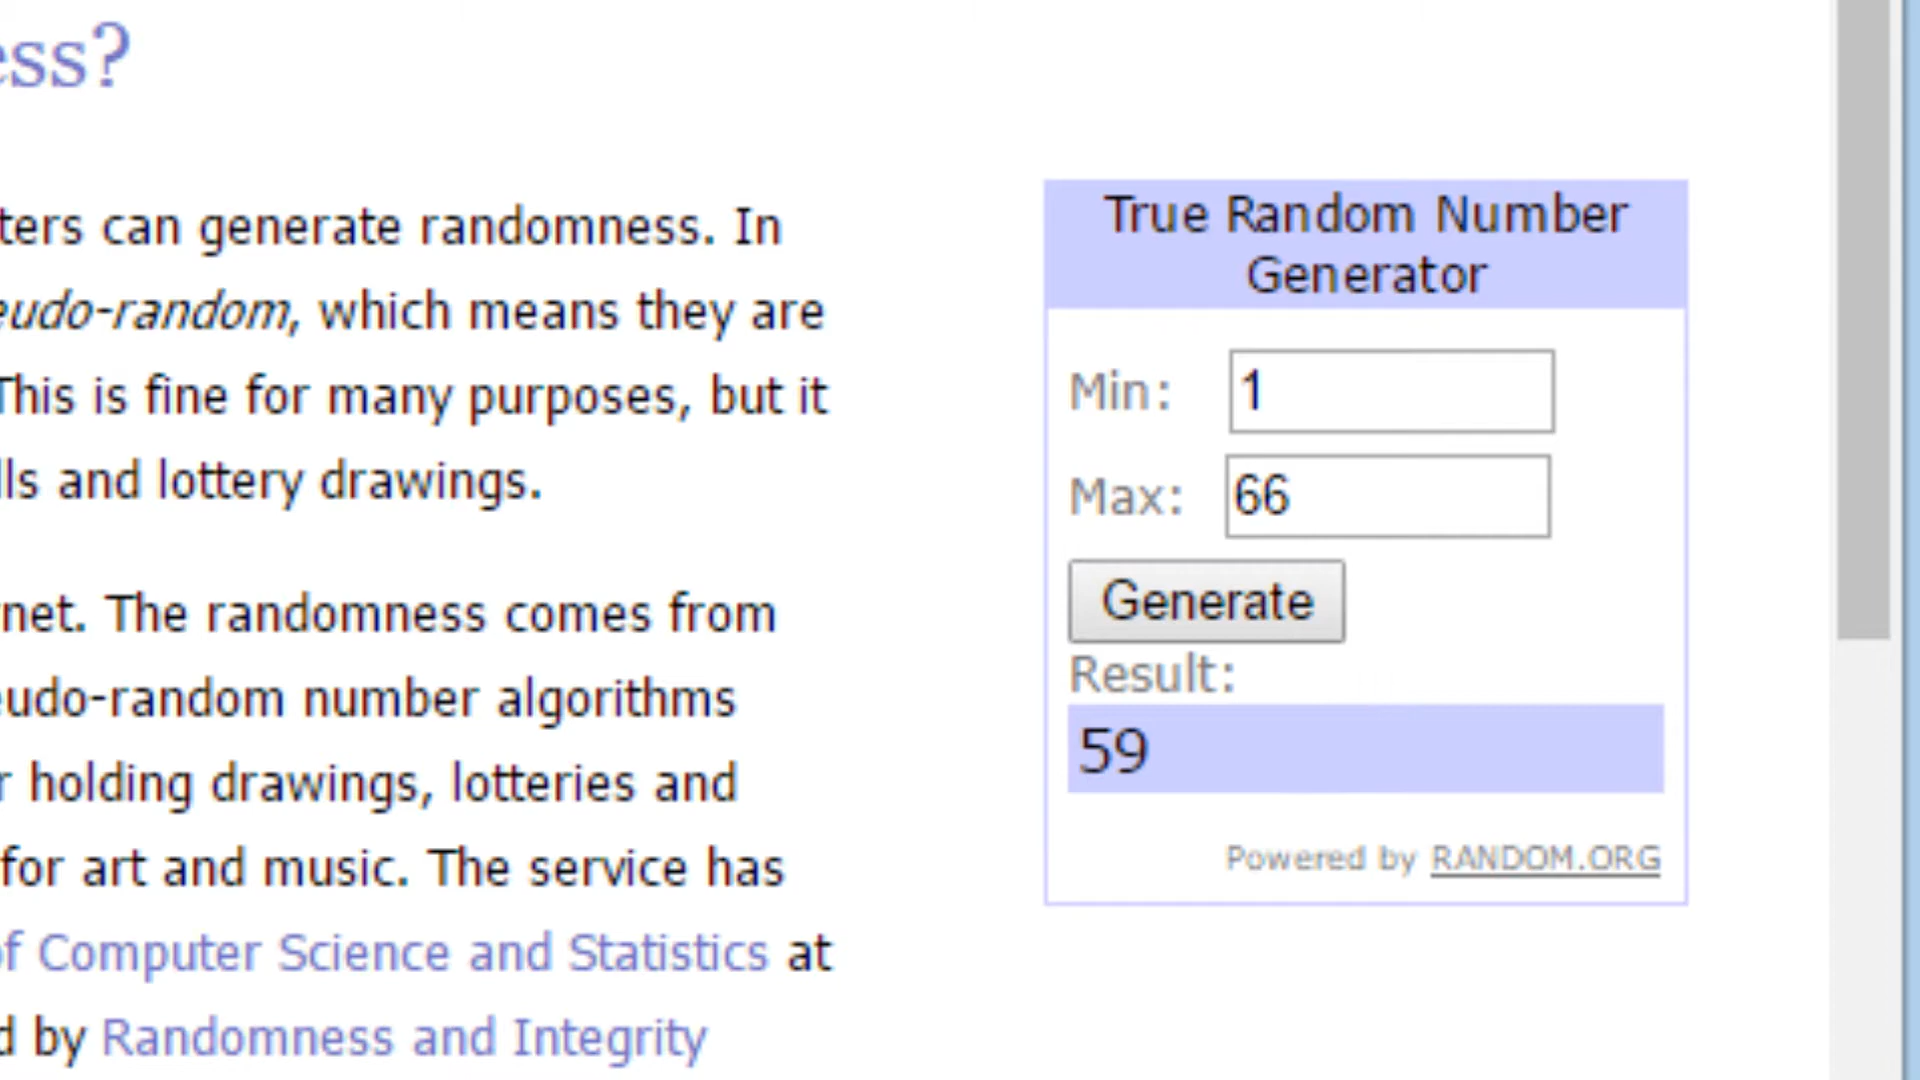 ess?
ters can generate randomness. In
eudo-random, which means they are
This is fine for many purposes, but it
lls and lottery drawings.
rnet. The randomness comes from
eudo-random number algorithms
r holding drawings, lotteries and
for art and music. The service has
of Computer Science and Statistics at
d by Randomness and Integrity
True Random Number
Generator
Min: 1
Max: 66
Generate
Result:
59
Powered by RANDOM.ORG